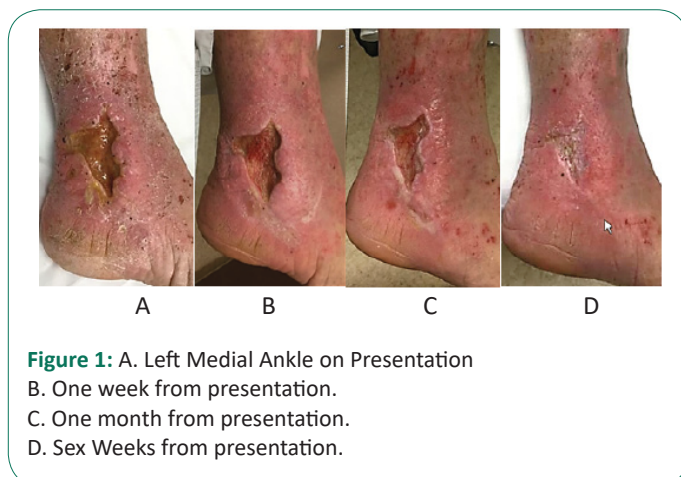 A B C D
Figure 1: A. Left Medial Ankle on Presentation
B. One week from presentation.
C. One month from presentation.
D. Sex Weeks from presentation.